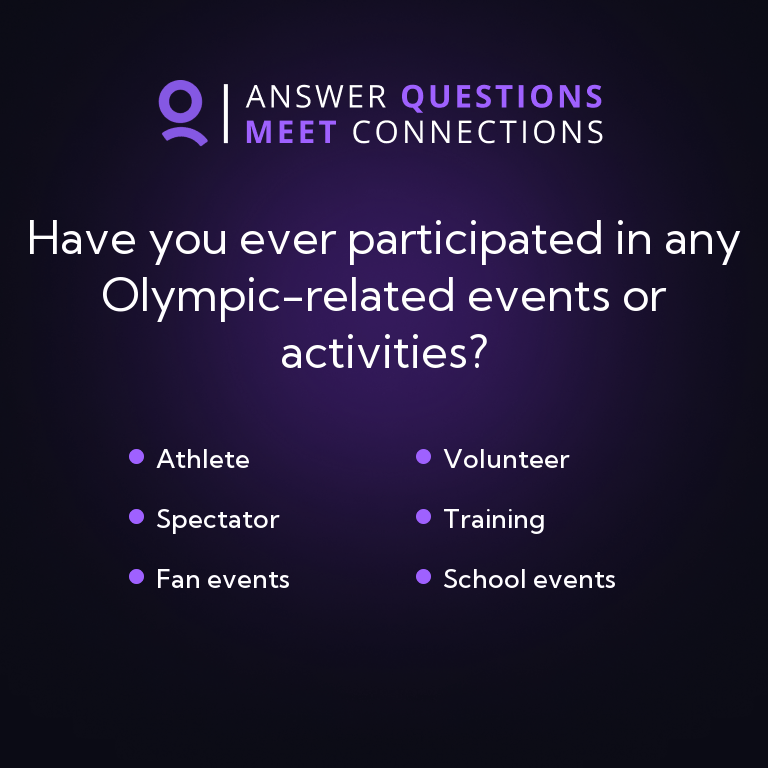 ANSWER QUESTIONS
MEET CONNECTIONS
Have you ever participated in any
Olympic-related events or
activities?
Athlete
Volunteer
Spectator
Training
Fan events
School events